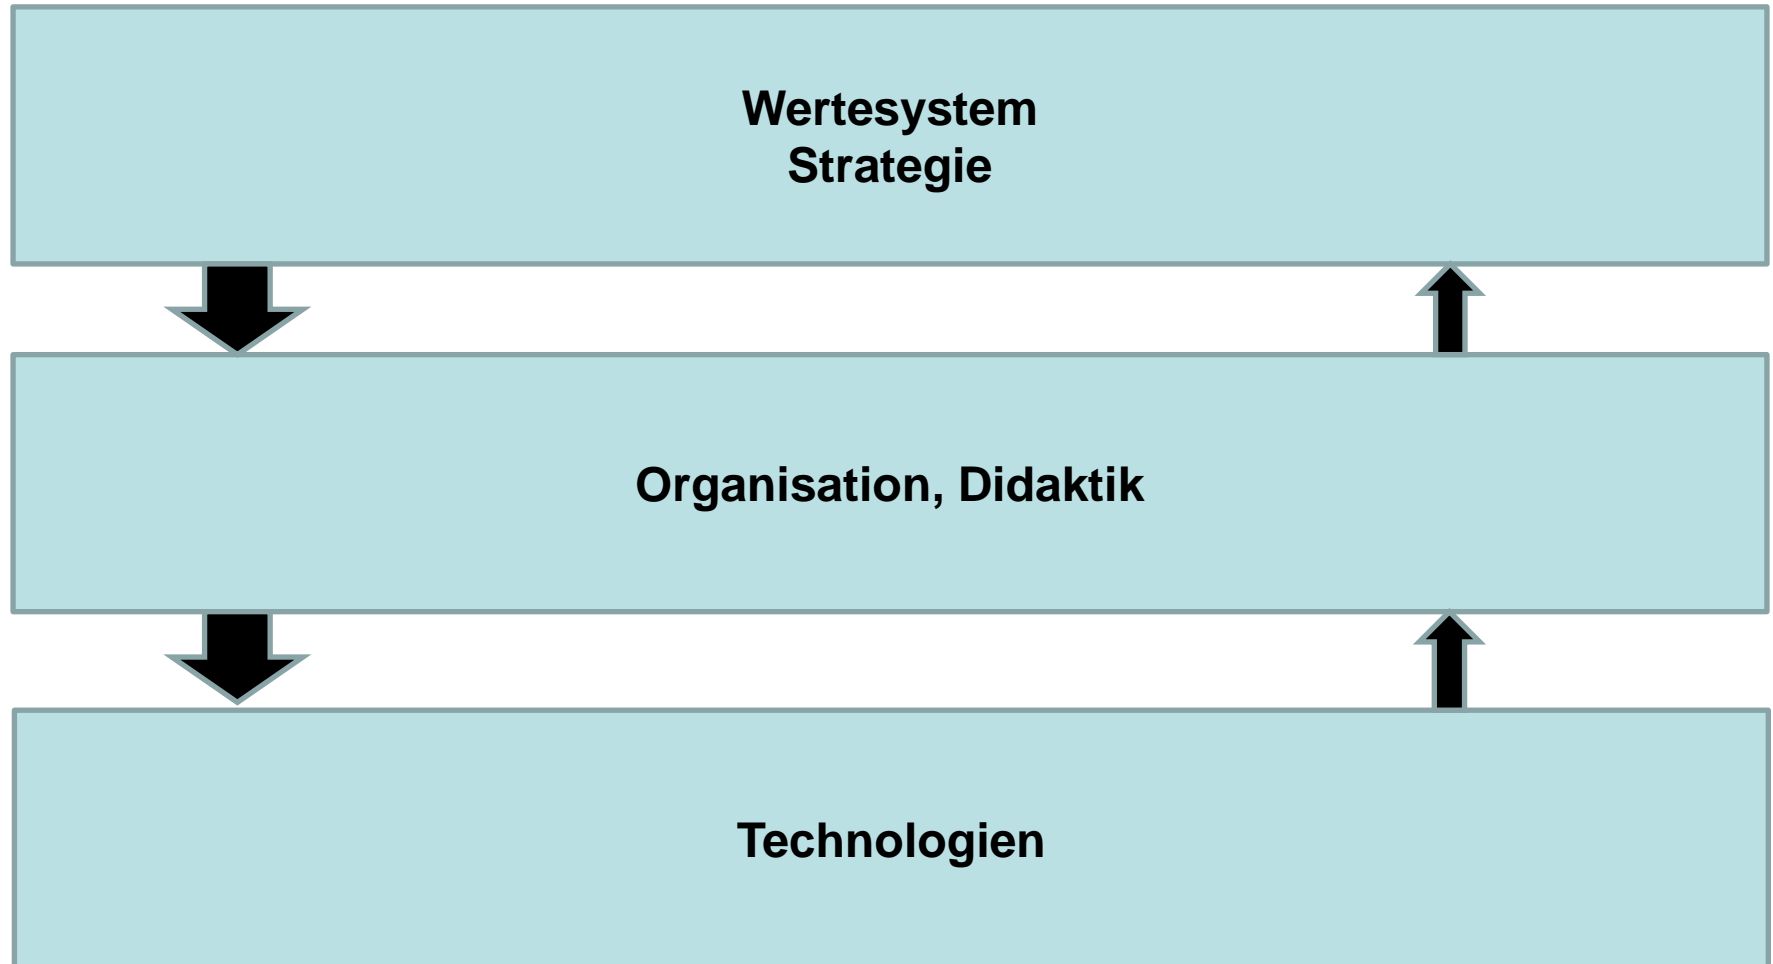 Wertesystem
Strategie
Organisation, Didaktik
Technologien